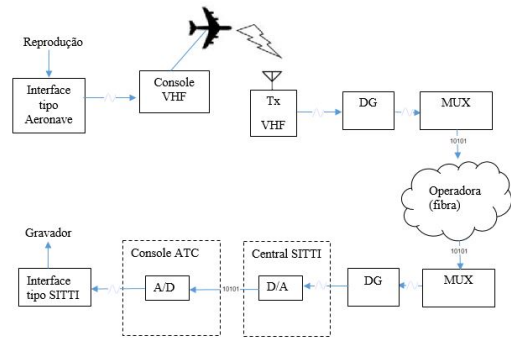 Reprodução
Interface
tipo
Aeronave
Console
VHF
Tx
VHF
DG
MUX
10101
Operadora
(fibra)
10101
Gravador
Interface
tipo SITTI
Console ATC
A/D
10101
Central SITTI
D/A
DG
MUX